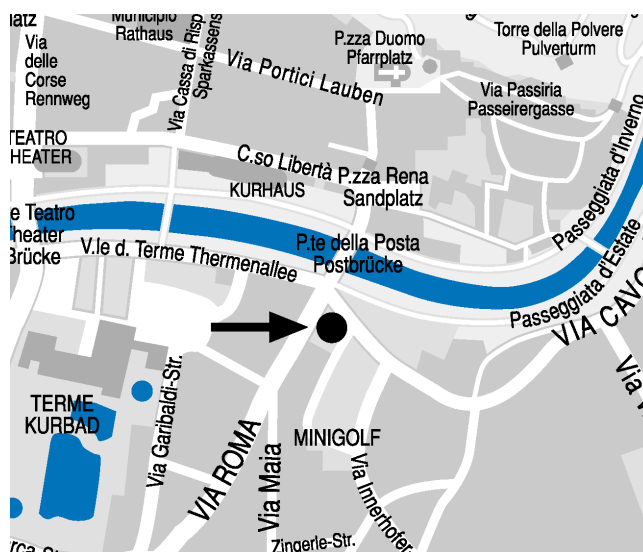 Municipio
Rathaus
Torre della Polvere
Pulverturm
Via
delle
Corse
Rennweg
Via Cassa di Risp
Sparkassens
P.zza Duomo
Pfarrplatz
Via Portici Lauben
Via Passiria
Passeirergasse
TEATRO
HEATER
C.so Libertà
KURHAUS
P.zza Rena
Sandplatz
Passeggiata d'Inverno
e Teatro
Theater
Brücke
V.le d. Terme Thermenallee
P.te della Posta
Postbrücke
Passeggiata d'Estate
VIA CAVO
TERME
KURBAD
Via Garibaldi-Str.
VIA ROMA
Via Maia
MINIGOLF
Via Innerhofer
Zingerle-Str.